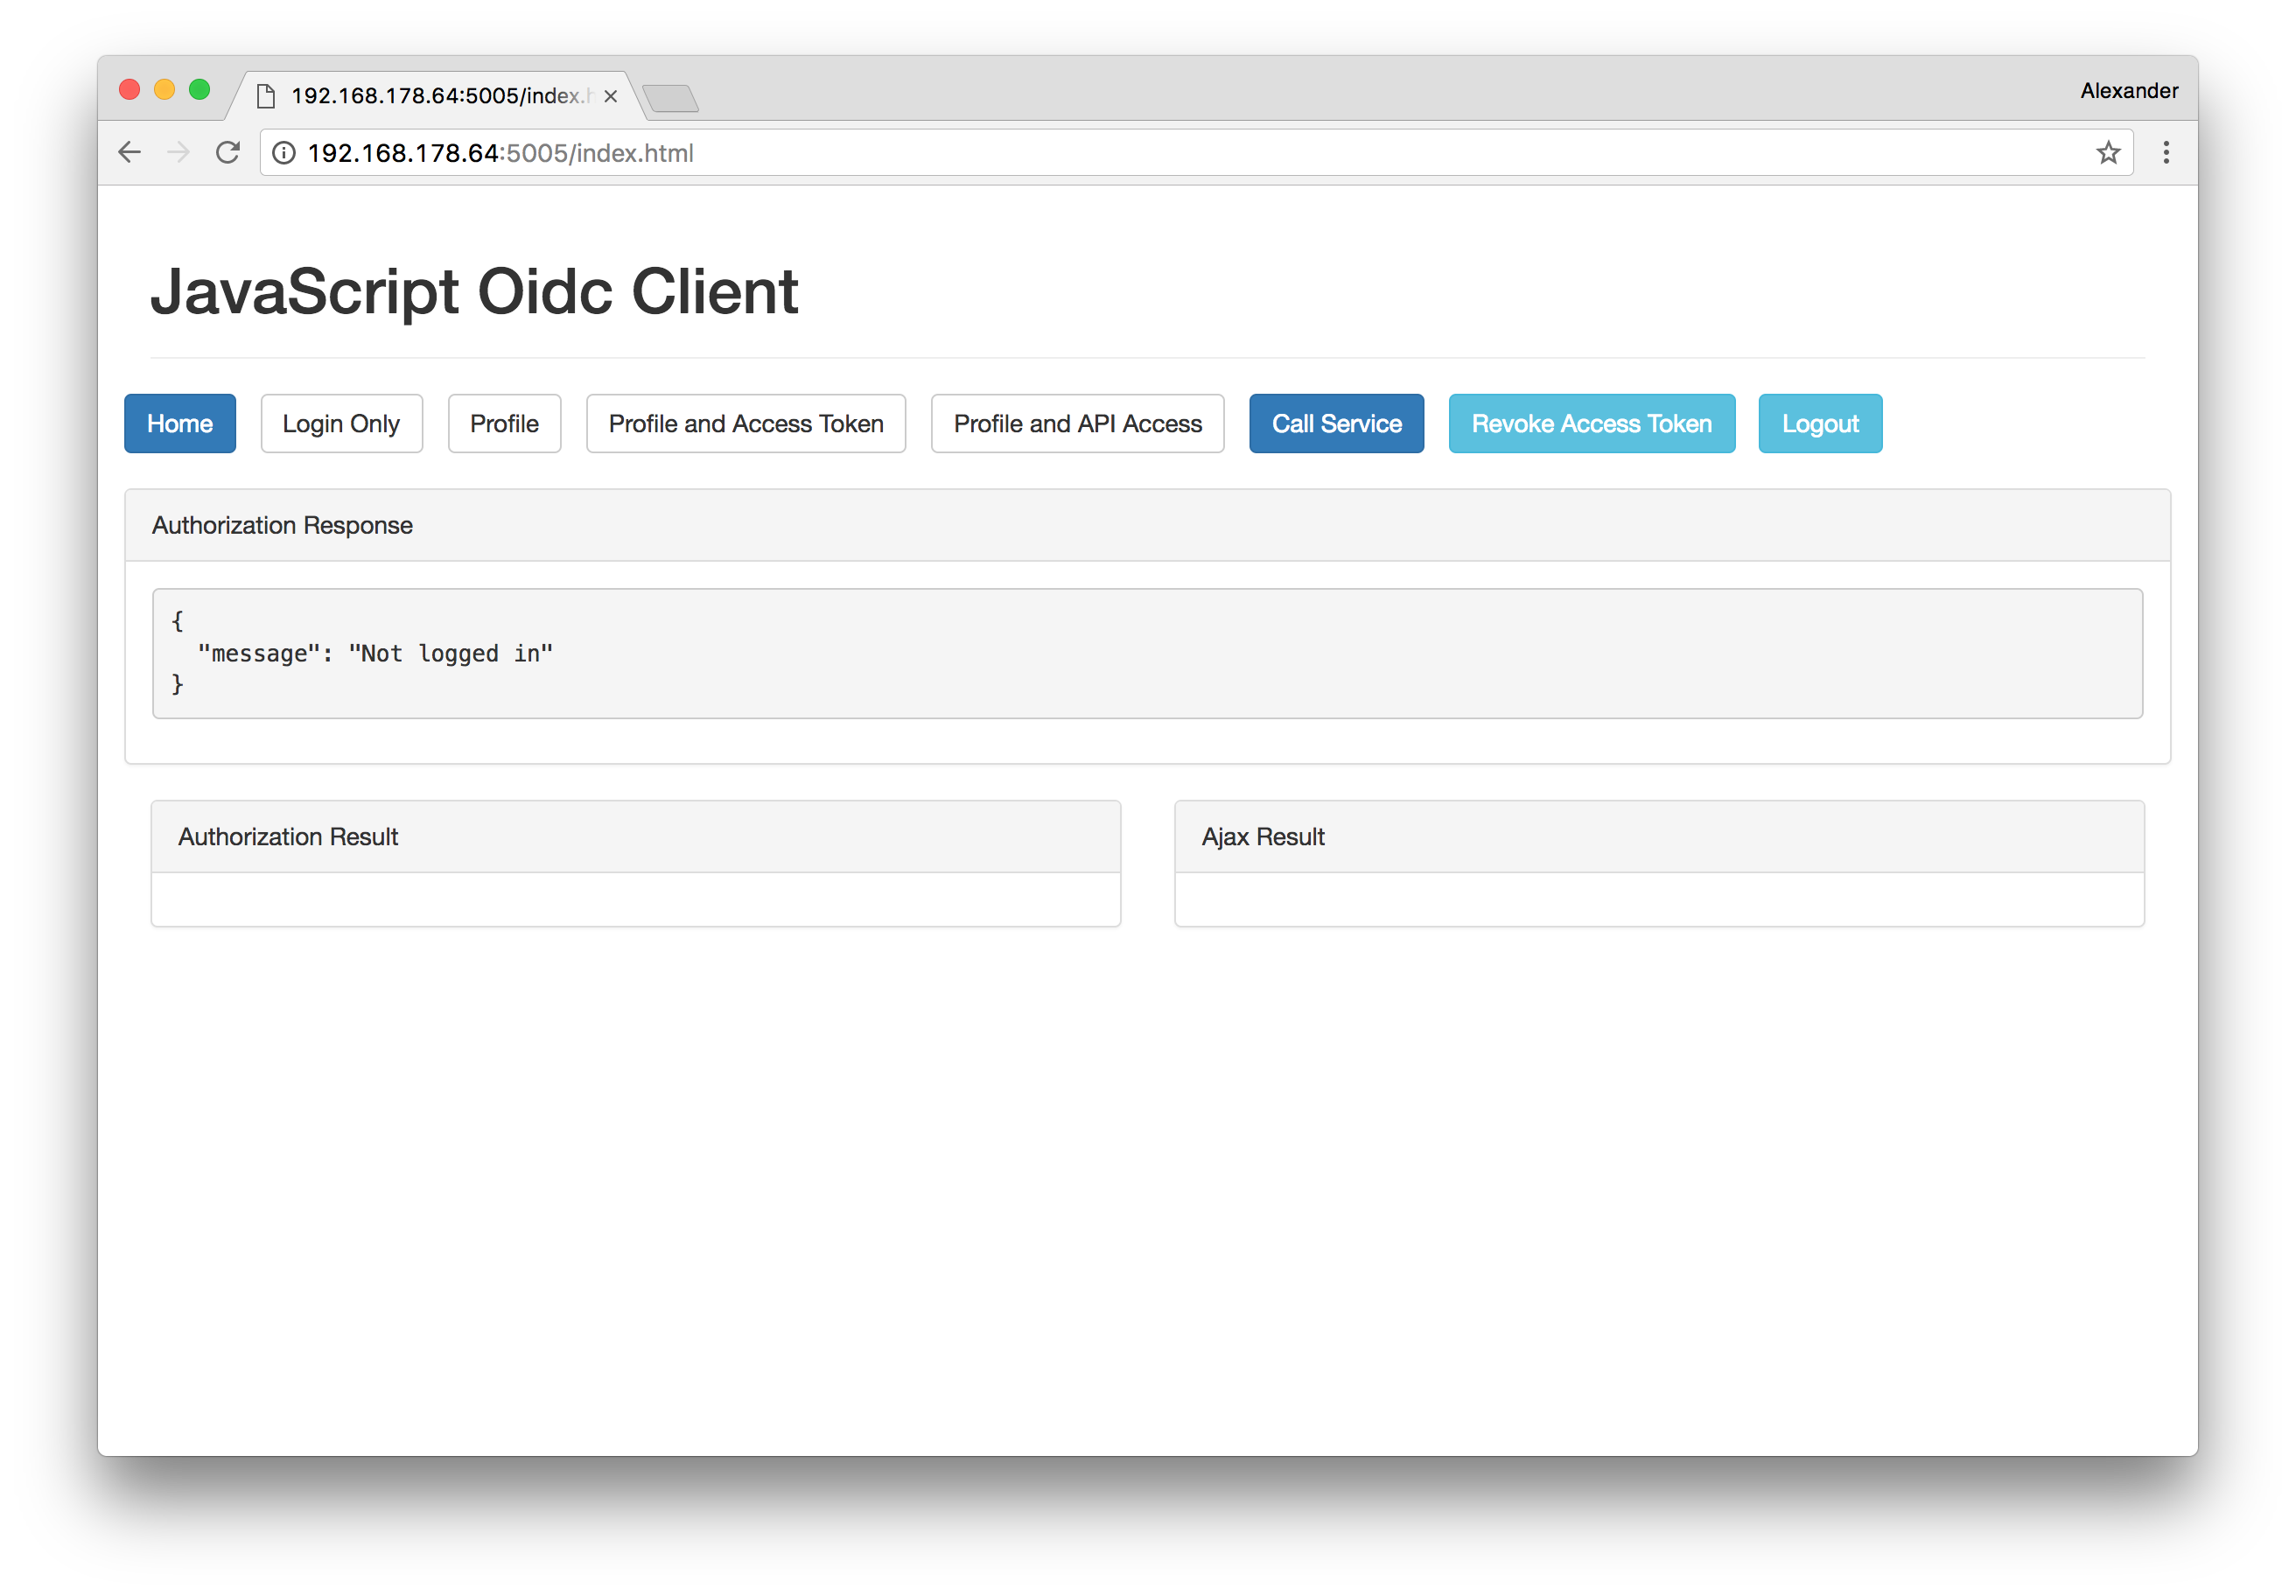 192.168.178.64:5005/index.h
Alexander
192.168.178.64:5005/index.html
JavaScript Oidc Client
Home Login Only Profile Profile and Access Token Profile and API Access Call Service Revoke Access Token Logout
Authorization Response
{
"message": "Not logged in"
}
Authorization Result Ajax Result